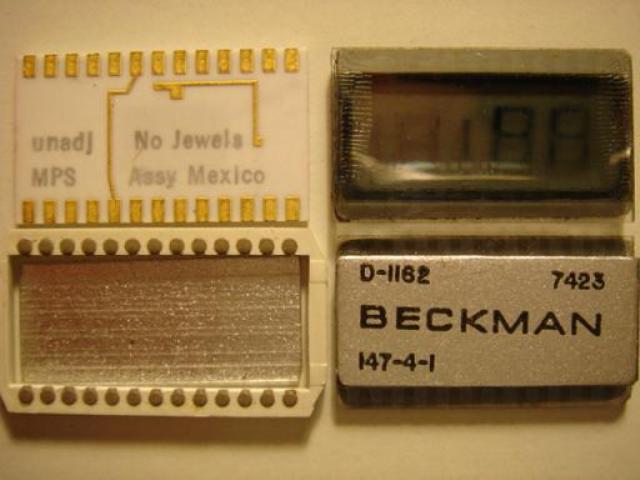 unadj No Jewels
MPS Assy Mexico
D-1162 7423
BECKMAN
147-4-1